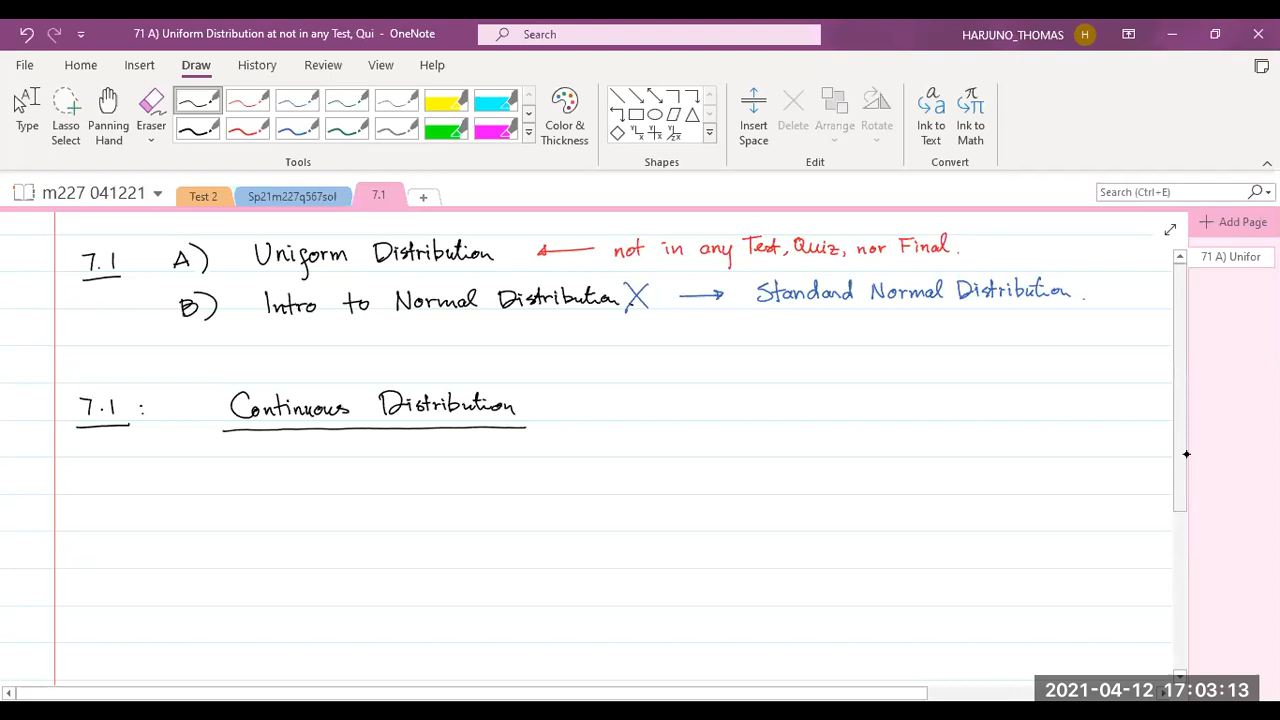 71 A) Uniform Distribution at not in any Test, Qui - OneNote
Search
HARJUNO_THOMAS
H
File Home Insert Draw History Review View Help
Type
Lasso Select
Panning Hand
Eraser
Color & Thickness
Insert Space
Delete
Arrange
Rotate
Ink to Text
Ink to Math
Tools
Shapes
Edit
Convert
m227 041221
Test 2
Sp21m227q567sol
7.1
Search (Ctrl+E)
Add Page
71 A) Unifor
7.1 A) Uniform Distribution ← not in any Test, Quiz, nor Final.
B) Intro to Normal Distribution X → Standard Normal Distribution.
7.1 : Continuous Distribution
2021-04-12 17:03:13